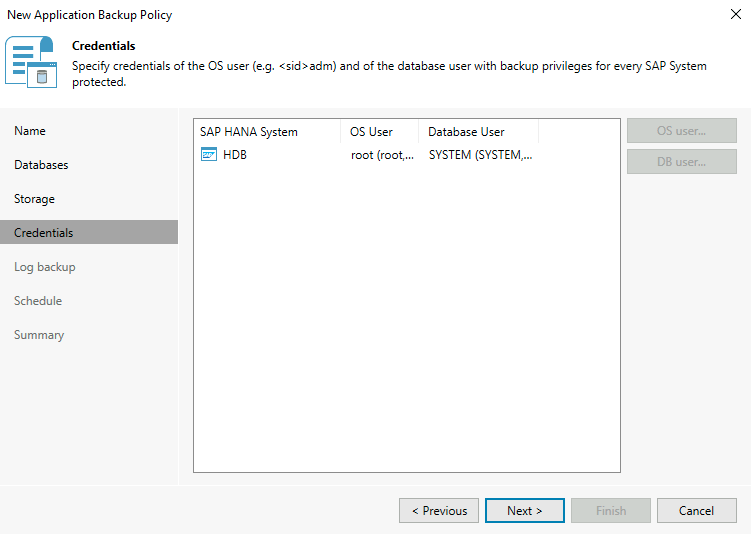 New Application Backup Policy
Credentials
Specify credentials of the OS user (e.g. <sid>adm) and of the database user with backup privileges for every SAP System
protected.
Name
Databases
Storage
Credentials
Log backup
Schedule
Summary
SAP HANA System OS User Database User
SAP HDB root (root,... SYSTEM (SYSTEM,...
OS user...
DB user...
< Previous Next > Finish Cancel